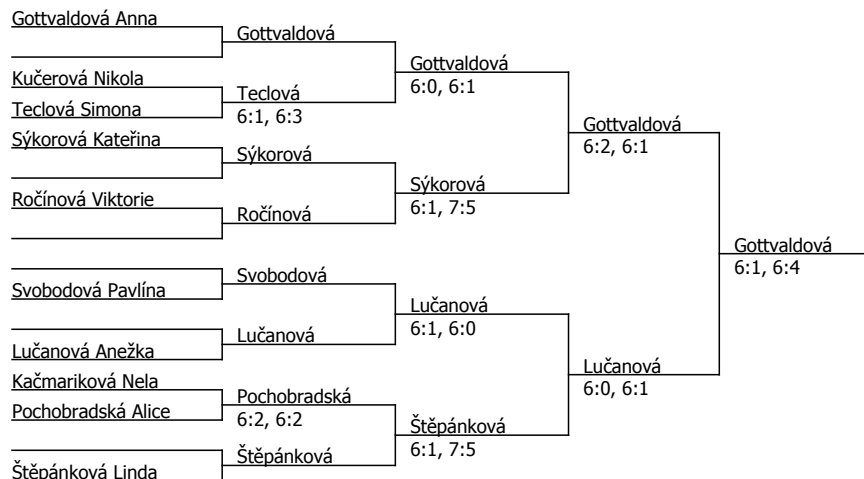 Gottvaldová Anna
Gottvaldová
Gottvaldová
6:0, 6:1
Kučerová Nikola
Teclová
6:1, 6:3
Teclová Simona
Gottvaldová
6:2, 6:1
Sýkorová Kateřina
Sýkorová
Sýkorová
6:1, 7:5
Ročínová Viktorie
Ročínová
Gottvaldová
6:1, 6:4
Svobodová
Svobodová Pavlína
Lučanová
6:1, 6:0
Lučanová
Lučanová Anežka
Lučanová
6:0, 6:1
Kačmariková Nela
Pochobradská
6:2, 6:2
Pochobradská Alice
Štěpánková
6:1, 7:5
Štěpánková
Štěpánková Linda